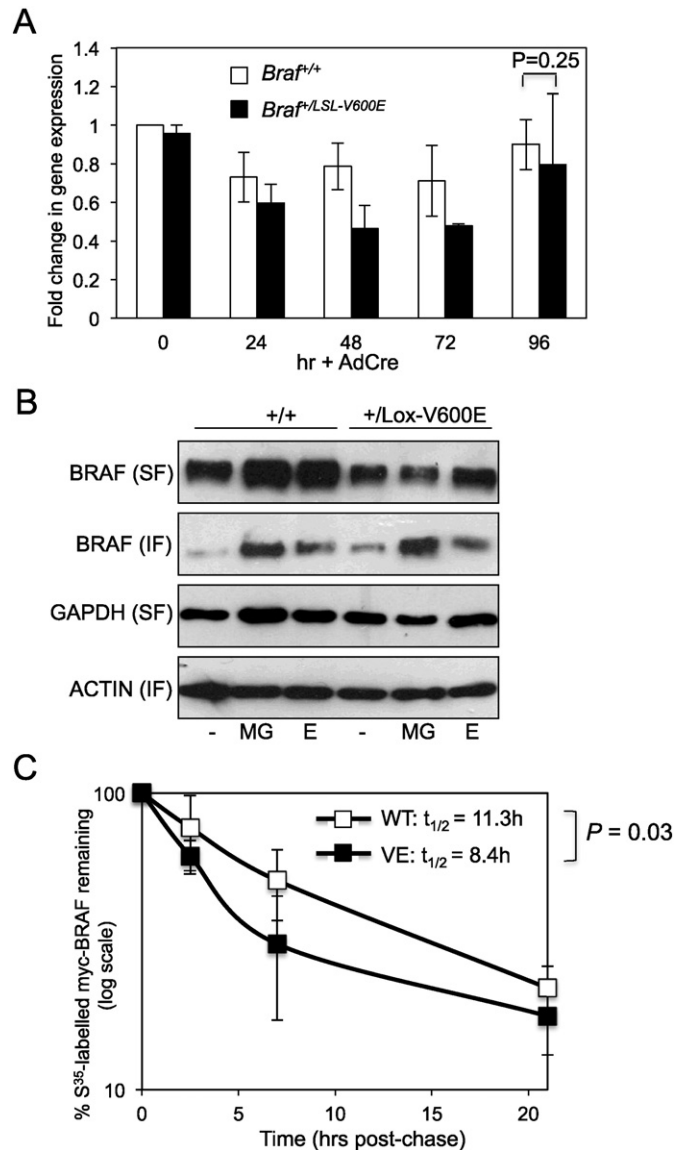 A
Fold change in gene expression
1.4
1.2
1
0.8
0.6
0.4
0.2
0
Braf+/+
Braf+/LSL-V600E
P=0.25
0 24 48 72 96
hr + AdCre
B
+/+ +/Lox-V600E
BRAF (SF)
BRAF (IF)
GAPDH (SF)
ACTIN (IF)
- MG E - MG E
C
% S35-labelled myc-BRAF remaining
(log scale)
100
10
WT: t1/2 = 11.3h
VE: t1/2 = 8.4h
P = 0.03
0 5 10 15 20
Time (hrs post-chase)